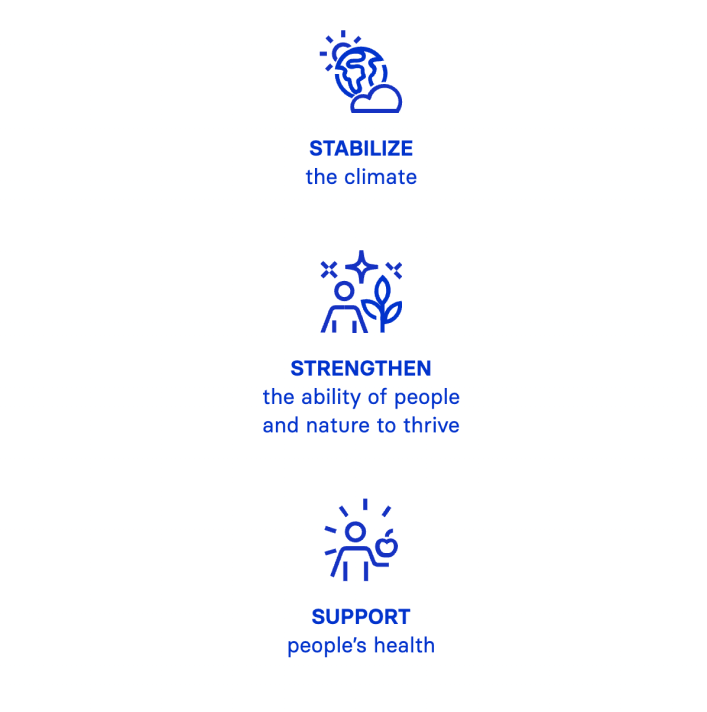 STABILIZE
the climate
STRENGTHEN
the ability of people
and nature to thrive
SUPPORT
people’s health